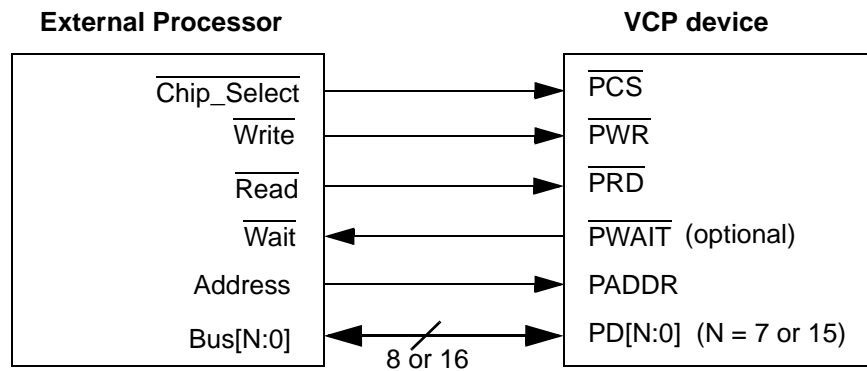 External Processor VCP device
Chip_Select PCS
Write PWR
Read PRD
Wait PWAIT (optional)
Address PADDR
Bus[N:0] PD[N:0] (N = 7 or 15)
8 or 16